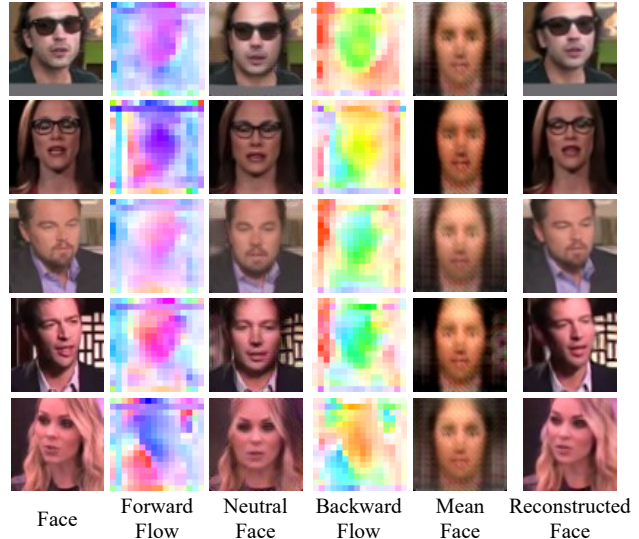 Face
Forward
Flow
Neutral
Face
Backward
Flow
Mean
Face
Reconstructed
Face